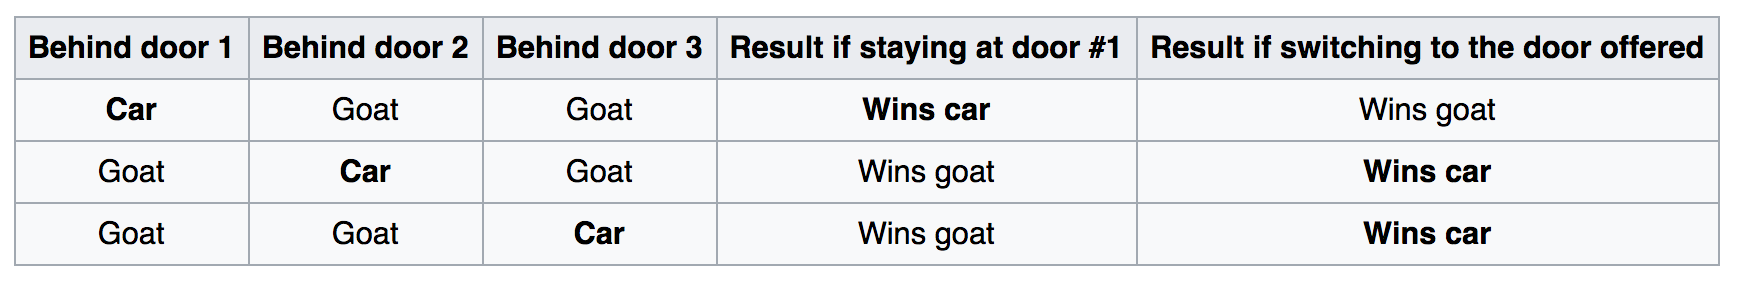 Behind door 1 Behind door 2 Behind door 3 Result if staying at door #1 Result if switching to the door offered
Car Goat Goat Wins car Wins goat
Goat Car Goat Wins goat Wins car
Goat Goat Car Wins goat Wins car